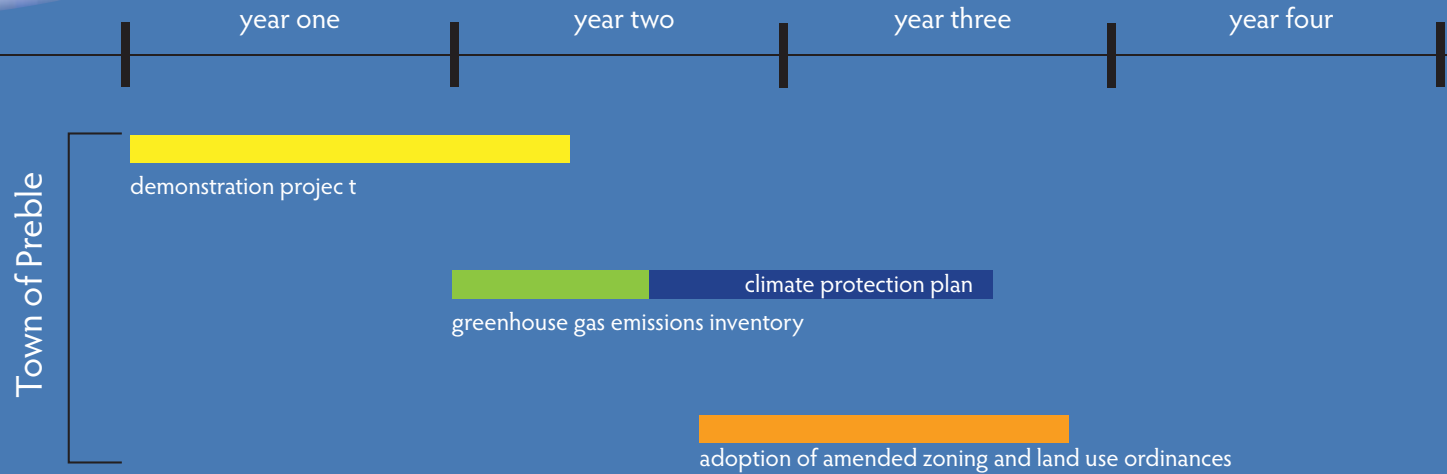 year one
year two
year three
year four
Town of Preble
demonstration projec t
climate protection plan
greenhouse gas emissions inventory
adoption of amended zoning and land use ordinances